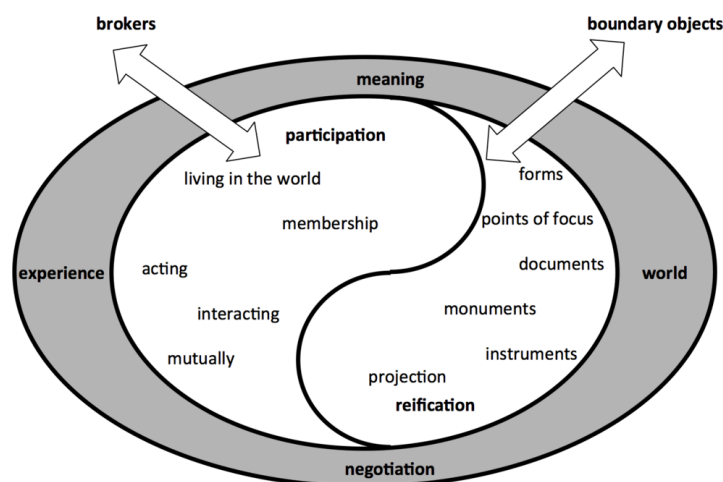 brokers
boundary objects
meaning
participation
living in the world
forms
membership
points of focus
experience
acting
documents
world
interacting
monuments
mutually
instruments
projection
reification
negotiation